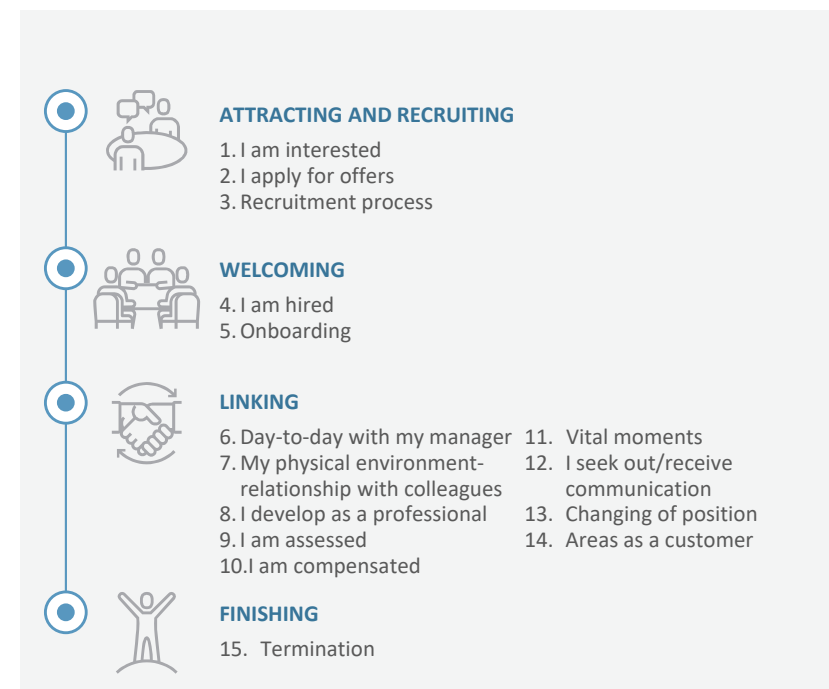 ATTRACTING AND RECRUITING
1. I am interested
2. I apply for offers
3. Recruitment process
WELCOMING
4. I am hired
5. Onboarding
LINKING
6. Day-to-day with my manager
7. My physical environment-
relationship with colleagues
8. I develop as a professional
9. I am assessed
10.I am compensated
11. Vital moments
12. I seek out/receive
communication
13. Changing of position
14. Areas as a customer
FINISHING
15. Termination